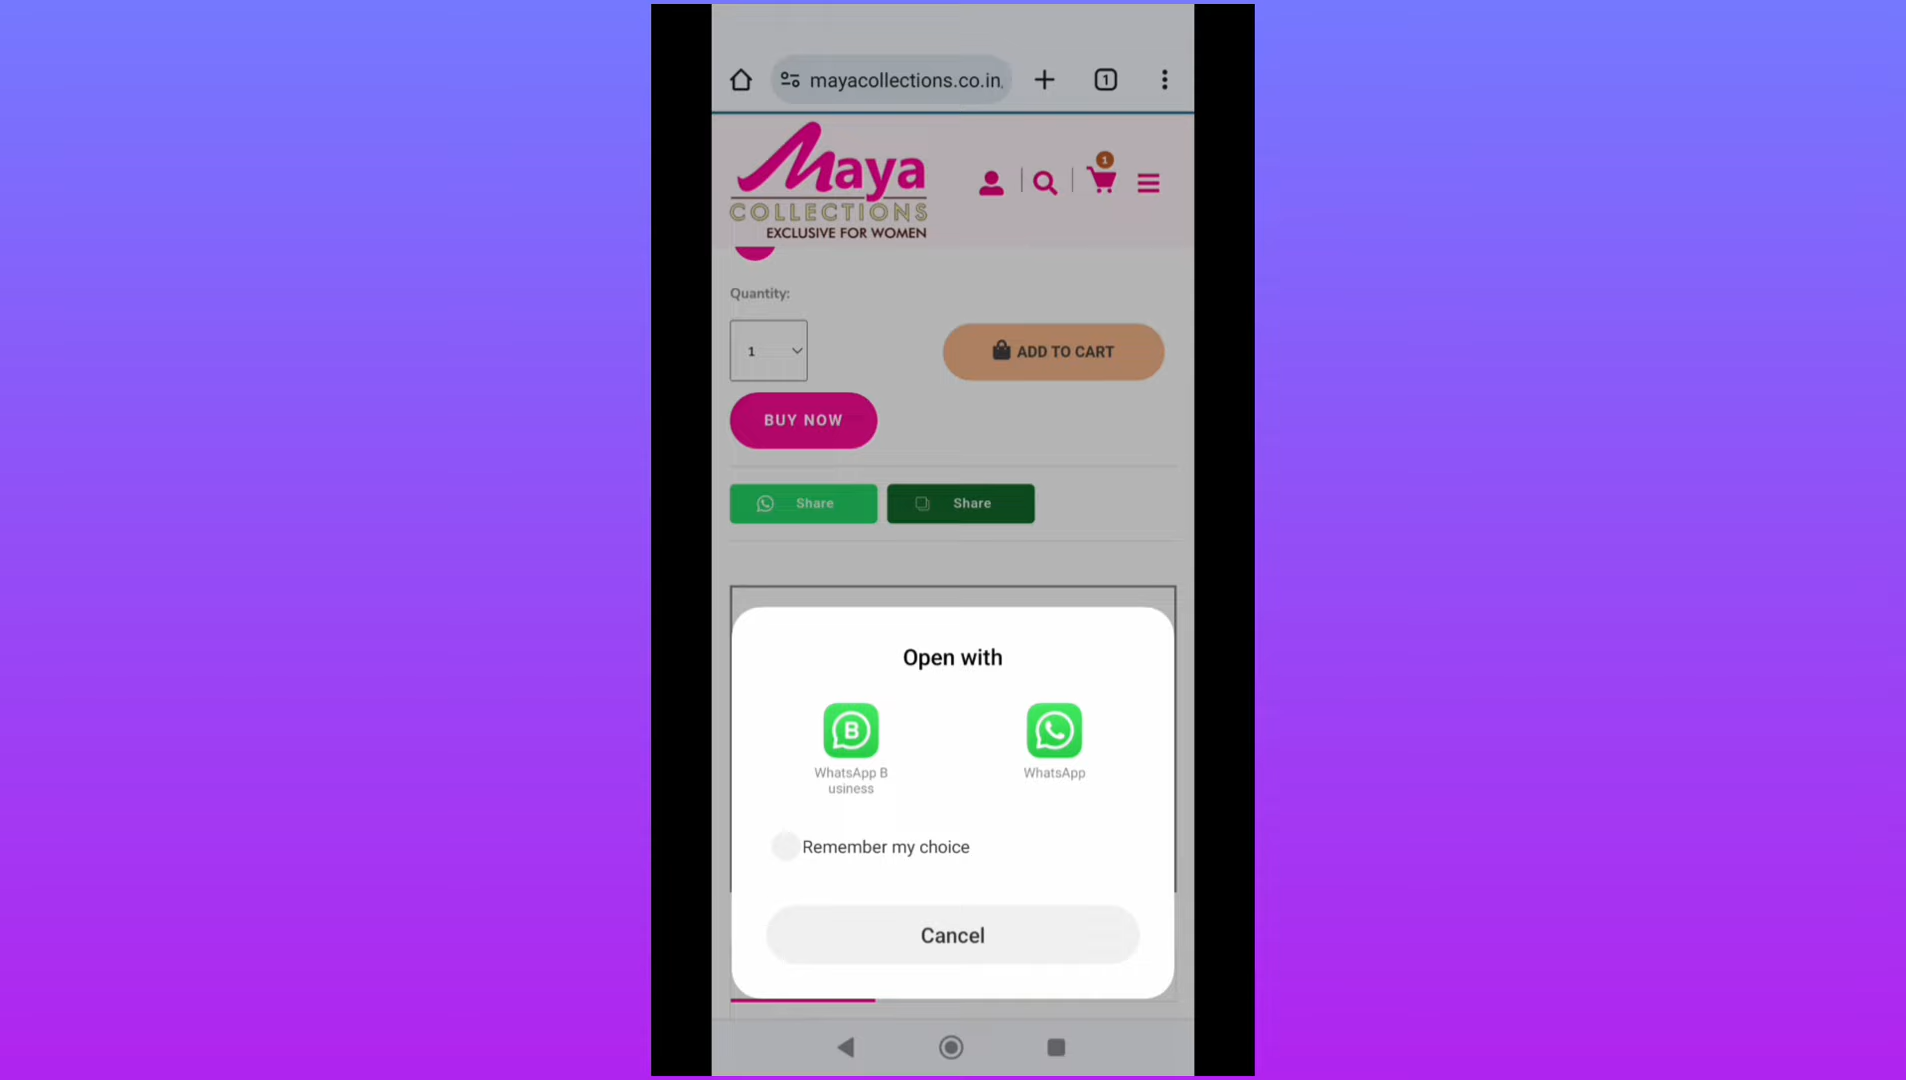 mayacollections.co.in
1
Maya
COLLECTIONS
EXCLUSIVE FOR WOMEN
1
Quantity:
1
ADD TO CART
BUY NOW
Share
Share
Open with
B
WhatsApp B
usiness
WhatsApp
Remember my choice
Cancel